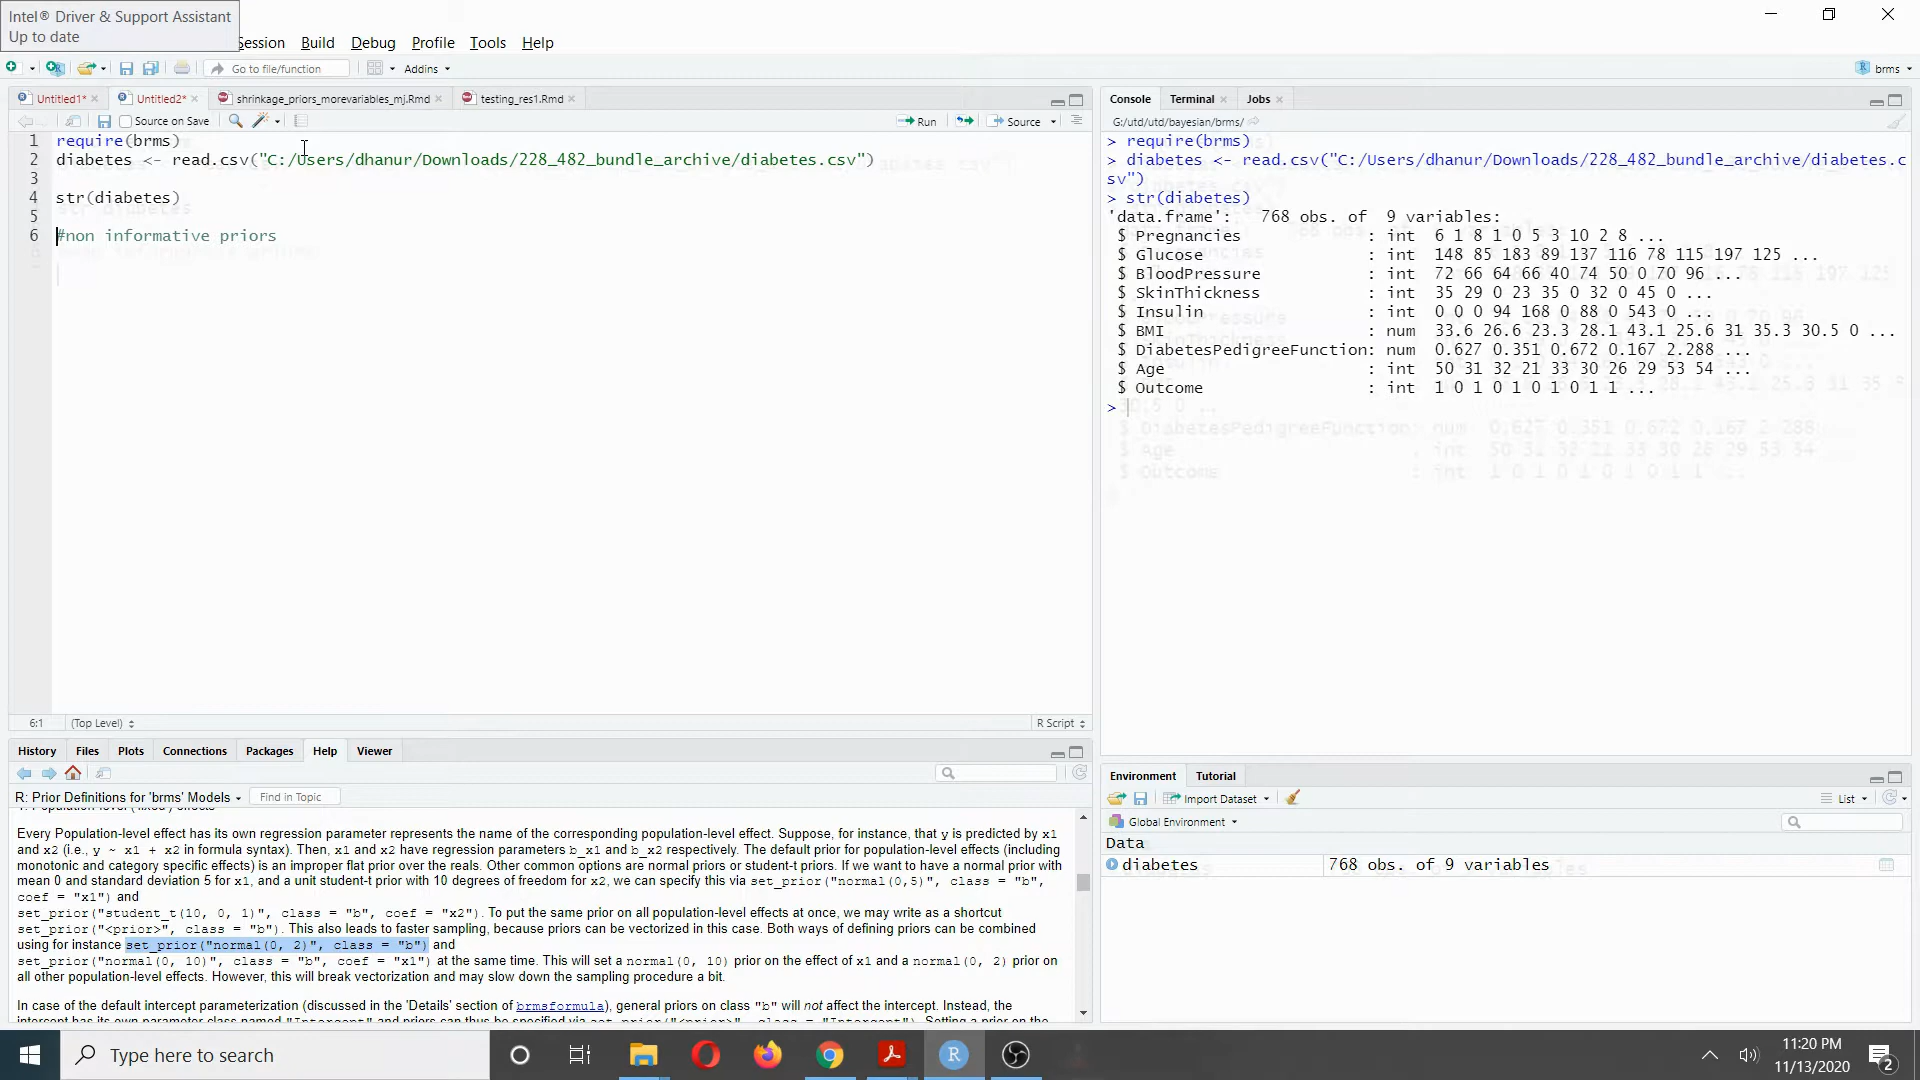 Intel® Driver & Support Assistant
Up to date
Session Build Debug Profile Tools Help
Go to file/function Addins brms
Untitled1* Untitled2* shrinkage_priors_morevariables_mj.Rmd testing_res1.Rmd
Source on Save Run Source
1 require(brms)
2 diabetes <- read.csv("C:/Users/dhanur/Downloads/228_482_bundle_archive/diabetes.csv")
3
4 str(diabetes)
5
6 #non informative priors
6:1 (Top Level) R Script
Console Terminal Jobs
G:/utd/utd/bayesian/brms/
> require(brms)
> diabetes <- read.csv("C:/Users/dhanur/Downloads/228_482_bundle_archive/diabetes.c
sv")
> str(diabetes)
'data.frame': 768 obs. of 9 variables:
$ Pregnancies : int 6 1 8 1 0 5 3 10 2 8 ...
$ Glucose : int 148 85 183 89 137 116 78 115 197 125 ...
$ BloodPressure : int 72 66 64 66 40 74 50 0 70 96 ...
$ SkinThickness : int 35 29 0 23 35 0 32 0 45 0 ...
$ Insulin : int 0 0 0 94 168 0 88 0 543 0 ...
$ BMI : num 33.6 26.6 23.3 28.1 43.1 25.6 31 35.3 30.5 0 ...
$ DiabetesPedigreeFunction: num 0.627 0.351 0.672 0.167 2.288 ...
$ Age : int 50 31 32 21 33 30 26 29 53 54 ...
$ Outcome : int 1 0 1 0 1 0 1 0 1 1 ...
>
History Files Plots Connections Packages Help Viewer
R: Prior Definitions for 'brms' Models Find in Topic
Every Population-level effect has its own regression parameter represents the name of the corresponding population-level effect. Suppose, for instance, that y is predicted by x1
and x2 (i.e., y ~ x1 + x2 in formula syntax). Then, x1 and x2 have regression parameters b_x1 and b_x2 respectively. The default prior for population-level effects (including
monotonic and category specific effects) is an improper flat prior over the reals. Other common options are normal priors or student-t priors. If we want to have a normal prior with
mean 0 and standard deviation 5 for x1, and a unit student-t prior with 10 degrees of freedom for x2, we can specify this via set_prior("normal(0,5)", class = "b",
coef = "x1") and
set_prior("student_t(10, 0, 1)", class = "b", coef = "x2"). To put the same prior on all population-level effects at once, we may write as a shortcut
set_prior("<prior>", class = "b"). This also leads to faster sampling, because priors can be vectorized in this case. Both ways of defining priors can be combined
using for instance set_prior("normal(0, 2)", class = "b") and
set_prior("normal(0, 10)", class = "b", coef = "x1") at the same time. This will set a normal(0, 10) prior on the effect of x1 and a normal(0, 2) prior on
all other population-level effects. However, this will break vectorization and may slow down the sampling procedure a bit.
In case of the default intercept parameterization (discussed in the 'Details' section of brmsformula), general priors on class "b" will not affect the intercept. Instead, the
intercept has its own parameter class named "Intercept" and priors can thus be specified via set_prior("<prior>", class = "Intercept"). Setting a prior on the
Environment Tutorial
Import Dataset List
Global Environment
Data
diabetes 768 obs. of 9 variables
Type here to search
11:20 PM
11/13/2020
2